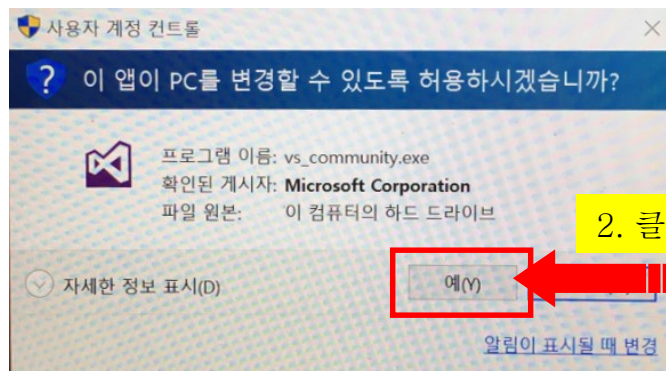 사용자 계정 컨트롤
이 앱이 PC를 변경할 수 있도록 허용하시겠습니까?
프로그램 이름: vs_community.exe
확인된 게시자: Microsoft Corporation
파일 원본: 이 컴퓨터의 하드 드라이브
2. 클
자세한 정보 표시(D)
예(Y)
알림이 표시될 때 변경